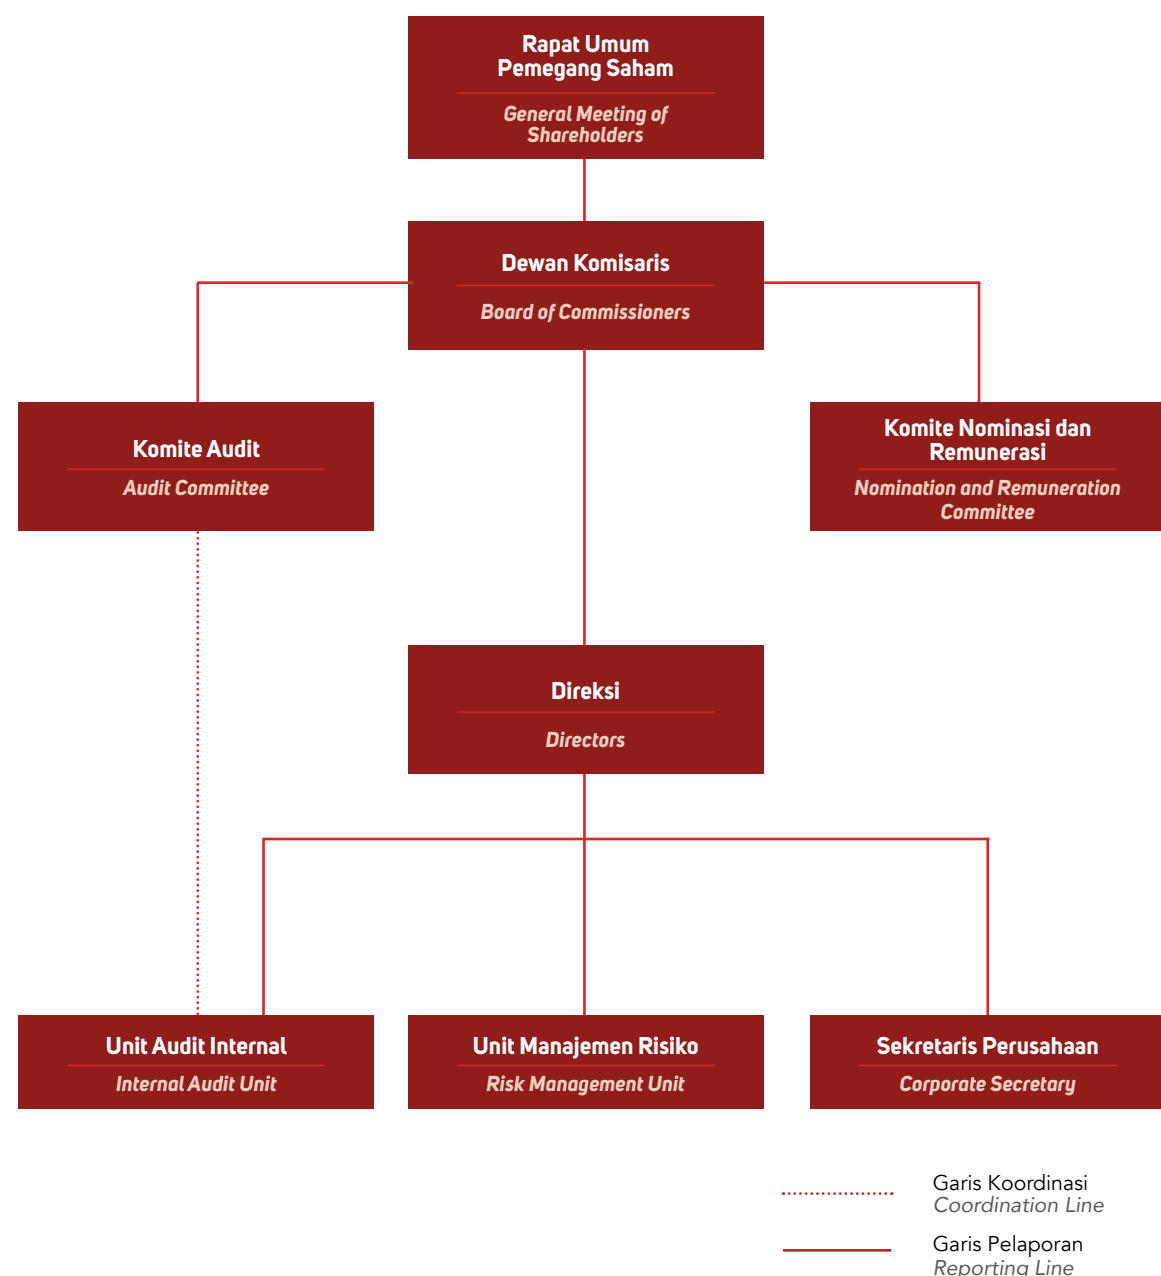 Rapat Umum
Pemegang Saham
General Meeting of
Shareholders
Dewan Komisaris
Board of Commissioners
Komite Audit
Audit Committee
Komite Nominasi dan
Remunerasi
Nomination and Remuneration
Committee
Direksi
Directors
Unit Audit Internal
Internal Audit Unit
Unit Manajemen Risiko
Risk Management Unit
Sekretaris Perusahaan
Corporate Secretary
Garis Koordinasi
Coordination Line
Garis Pelaporan
Reporting Line